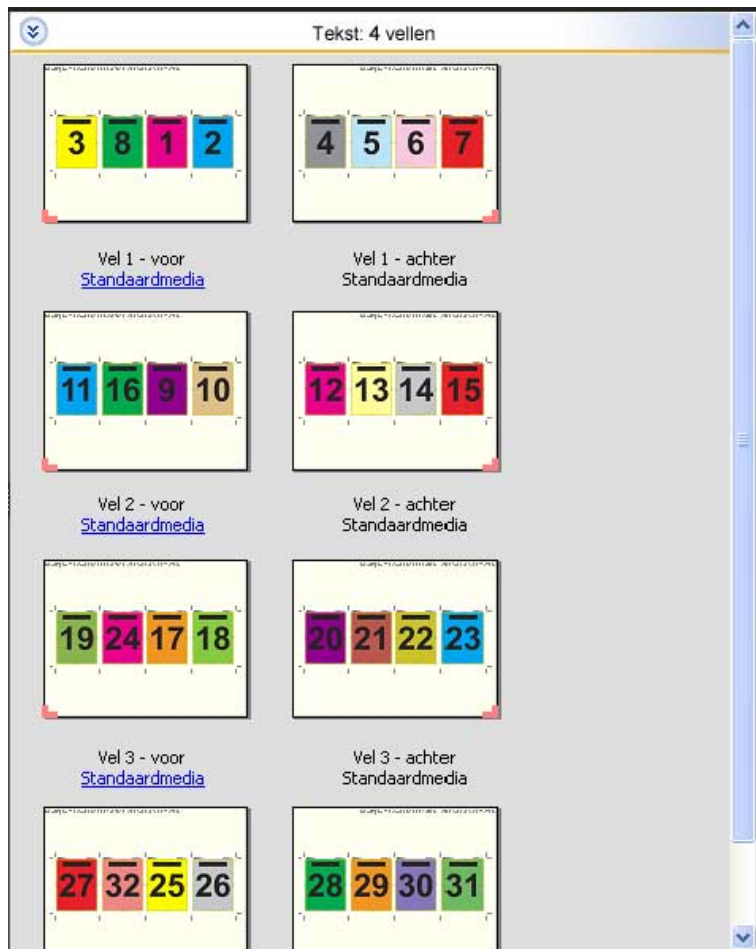 Tekst: 4 vellen
3 8 1 2
4 5 6 7
Vel 1 - voor
Standaardmedia
Vel 1 - achter
Standaardmedia
11 16 9 10
12 13 14 15
Vel 2 - voor
Standaardmedia
Vel 2 - achter
Standaardmedia
19 24 17 18
20 21 22 23
Vel 3 - voor
Standaardmedia
Vel 3 - achter
Standaardmedia
27 32 25 26
28 29 30 31